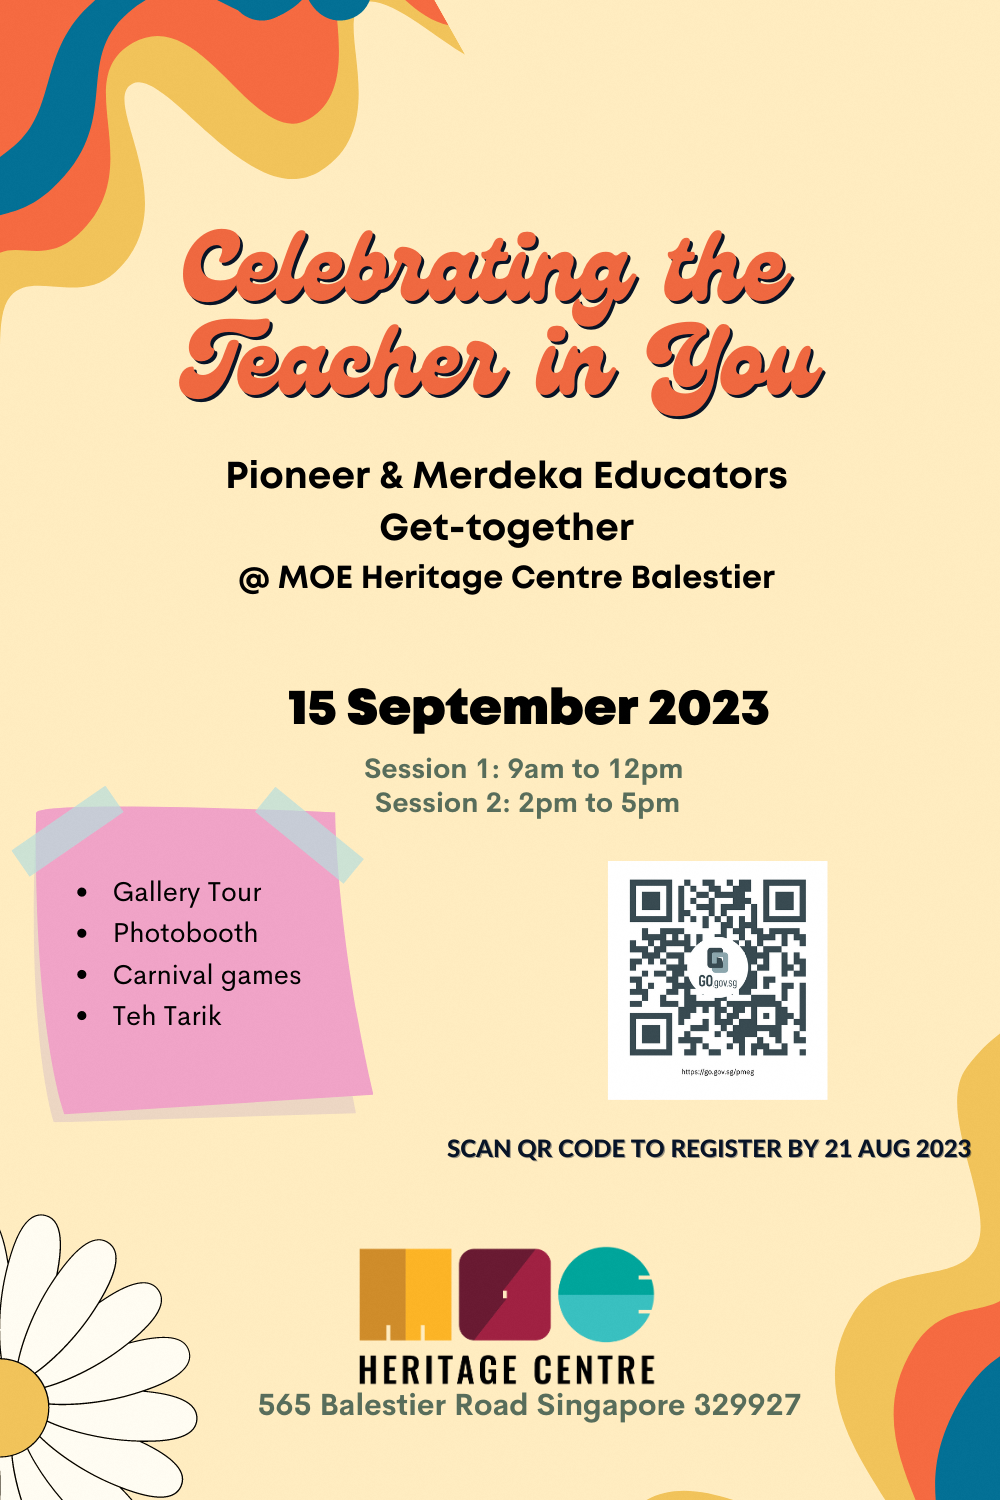 Celebrating the
Teacher in You
Pioneer & Merdeka Educators
Get-together
@ MOE Heritage Centre Balestier
15 September 2023
Session 1: 9am to 12pm
Session 2: 2pm to 5pm
• Gallery Tour
• Photobooth
• Carnival games
• Teh Tarik
GO.gov.sg
https://go.gov.sg/pmeg
SCAN QR CODE TO REGISTER BY 21 AUG 2023
MOE
HERITAGE CENTRE
565 Balestier Road Singapore 329927